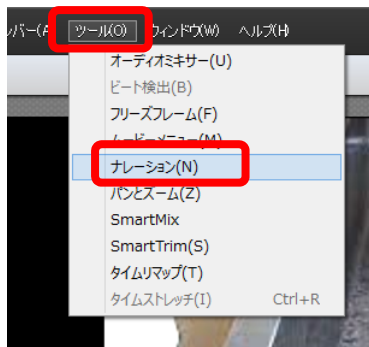 ツール(O) ウィンドウ(W) ヘルプ(H)
オーディオミキサー(U)
ビート検出(B)
フリーズフレーム(F)
ムービーメニュー(M)
ナレーション(N)
パンとズーム(Z)
SmartMix
SmartTrim(S)
タイムリマップ(T)
タイムストレッチ(I) Ctrl+R